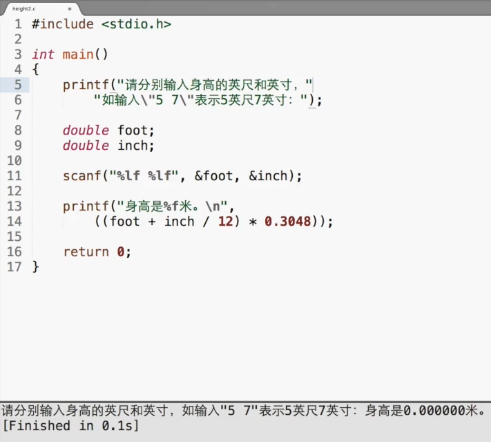 height2.c
1 #include <stdio.h>
2
3 int main()
4 {
5 printf("请分别输入身高的英尺和英寸，"
6 "如输入\"5 7\"表示5英尺7英寸：");
7
8 double foot;
9 double inch;
10
11 scanf("%lf %lf", &foot, &inch);
12
13 printf("身高是%f米。\n",
14 ((foot + inch / 12) * 0.3048));
15
16 return 0;
17 }
请分别输入身高的英尺和英寸，如输入"5 7"表示5英尺7英寸：身高是0.000000米。
[Finished in 0.1s]